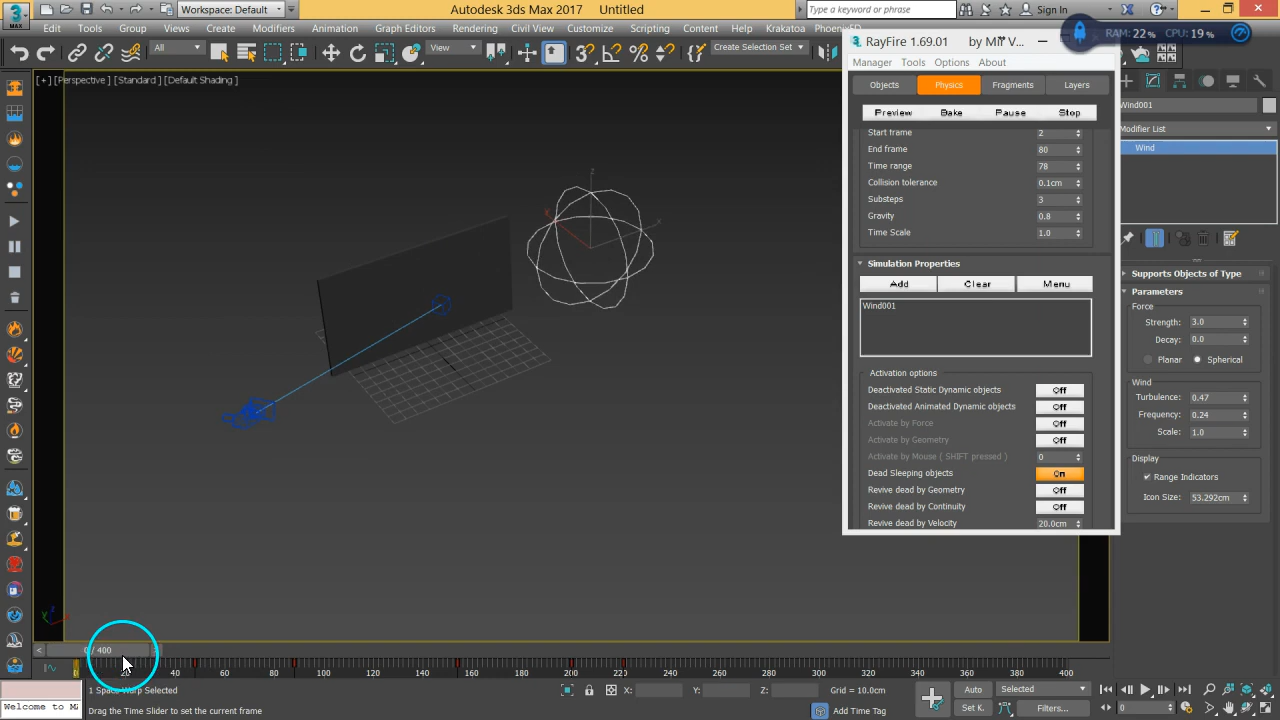 Workspace: Default
Autodesk 3ds Max 2017 Untitled
Type a keyword or phrase
Sign In
MAX
Edit Tools Group Views Create Modifiers Animation Graph Editors Rendering Civil View Customize Scripting Content Help PhoenixFD
RAM: 22% CPU: 19%
All View Create Selection Set
[+] [Perspective ] [Standard ] [Default Shading ]
RayFire 1.69.01 by Mir V...
Manager Tools Options About
Objects Physics Fragments Layers
Preview Bake Pause Stop
Start frame 2
End frame 80
Time range 78
Collision tolerance 0.1cm
Substeps 3
Gravity 0.8
Time Scale 1.0
Simulation Properties
Add Clear Menu
Wind001
Activation options
Deactivated Static Dynamic objects Off
Deactivated Animated Dynamic objects Off
Activate by Force Off
Activate by Geometry Off
Activate by Mouse ( SHIFT pressed ) 0
Dead Sleeping objects On
Revive dead by Geometry Off
Revive dead by Continuity Off
Revive dead by Velocity 20.0cm
Wind001
Modifier List
Wind
Supports Objects of Type
Parameters
Force
Strength: 3.0
Decay: 0.0
Planar Spherical
Wind
Turbulence: 0.47
Frequency: 0.24
Scale: 1.0
Display
Range Indicators
Icon Size: 53.292cm
z
x
0 / 400
0 20 40 60 80 100 120 140 160 180 200 220 240 260 280 300 320 340 360 380 400
1 Space Warp Selected
X: Y: Z: Grid = 10.0cm
Auto Selected
Welcome to Ma
Drag the Time Slider to set the current frame
Add Time Tag
Set K. Filters... 0